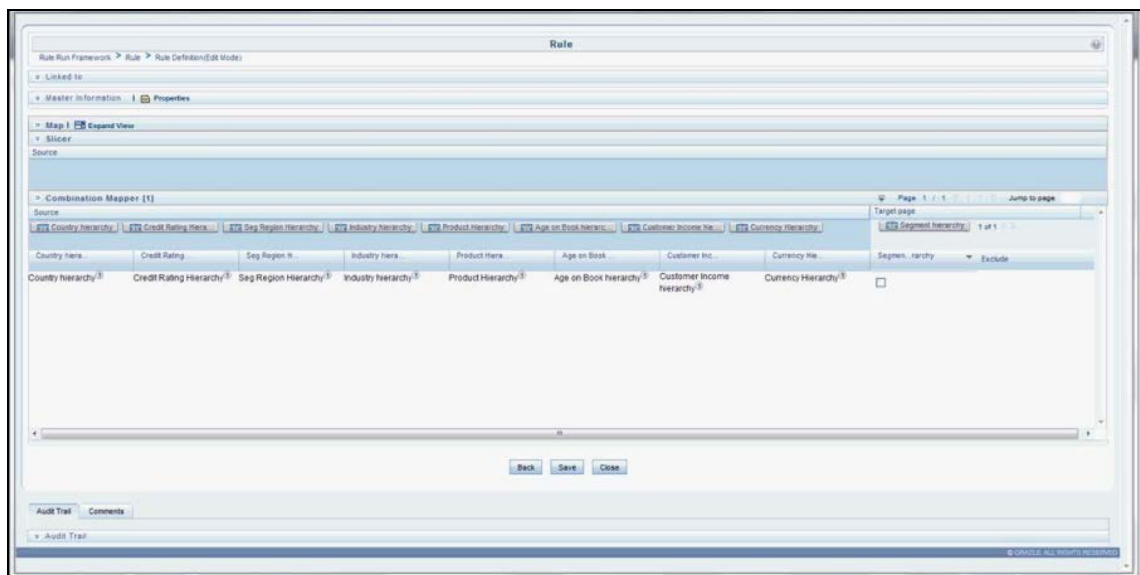 Rule
Rule Run Framework > Rule > Rule Definition(Edit Mode)
Linked to
Master Information | Properties
Map | Expand View
Slicer
Source
Combination Mapper [1] Page 1 / 1 Jump to page
Source Target page
Country hierarchy Credit Rating Hiera... Seg Region Hierarchy Industry hierarchy Product Hierarchy Age on Book hierarc... Customer Income hie... Currency Hierarchy Segment hierarchy 1 of 1
Country hiera... Credit Rating... Seg Region H... Industry hiera... Product Hiera... Age on Book ... Customer Inc... Currency Hie... Segmen...rarchy Exclude
Country hierarchy Credit Rating Hierarchy Seg Region Hierarchy Industry hierarchy Product Hierarchy Age on Book hierarchy Customer Income Currency Hierarchy
hierarchy
Back Save Close
Audit Trail Comments
Audit Trail
© ORACLE ALL RIGHTS RESERVED